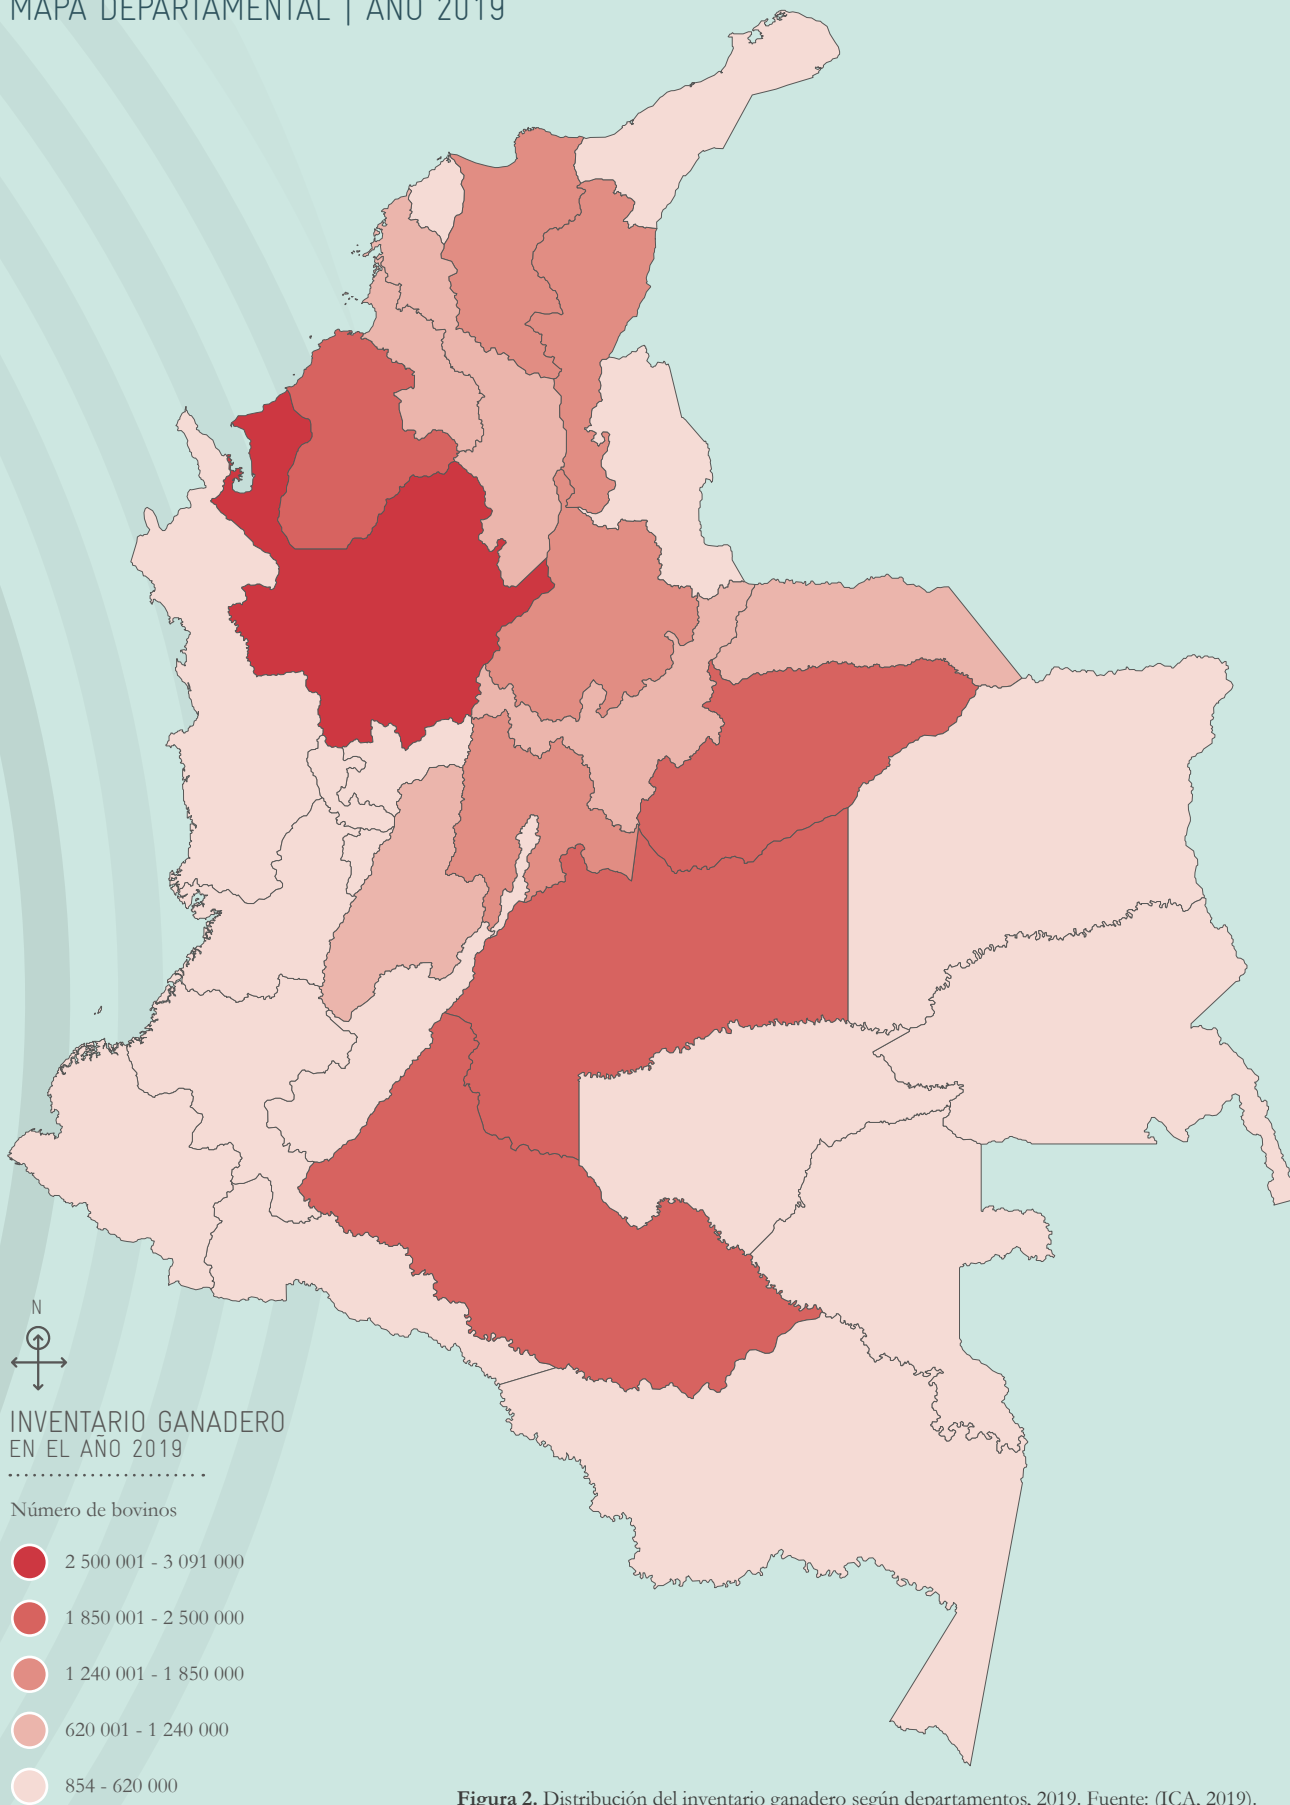 MAPA DEPARTAMENTAL | AÑO 2019
N
INVENTARIO GANADERO
EN EL AÑO 2019
Número de bovinos
2 500 001 - 3 091 000
1 850 001 - 2 500 000
1 240 001 - 1 850 000
620 001 - 1 240 000
854 - 620 000
Figura 2. Distribución del inventario ganadero según departamentos, 2019. Fuente: (ICA, 2019).